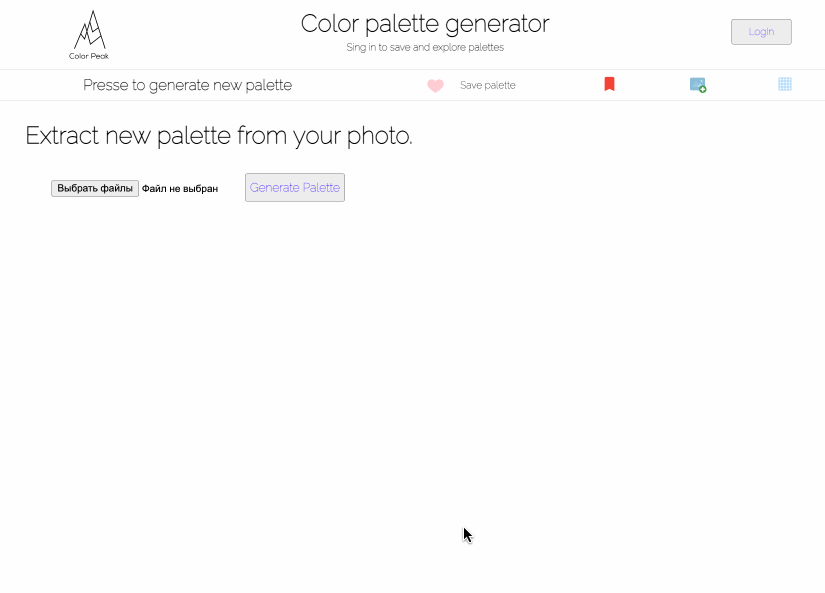 Color palette generator
Sing in to save and explore palettes
Color Peak
Login
Presse to generate new palette
Save palette
Extract new palette from your photo.
Выбрать файлы Файл не выбран
Generate Palette